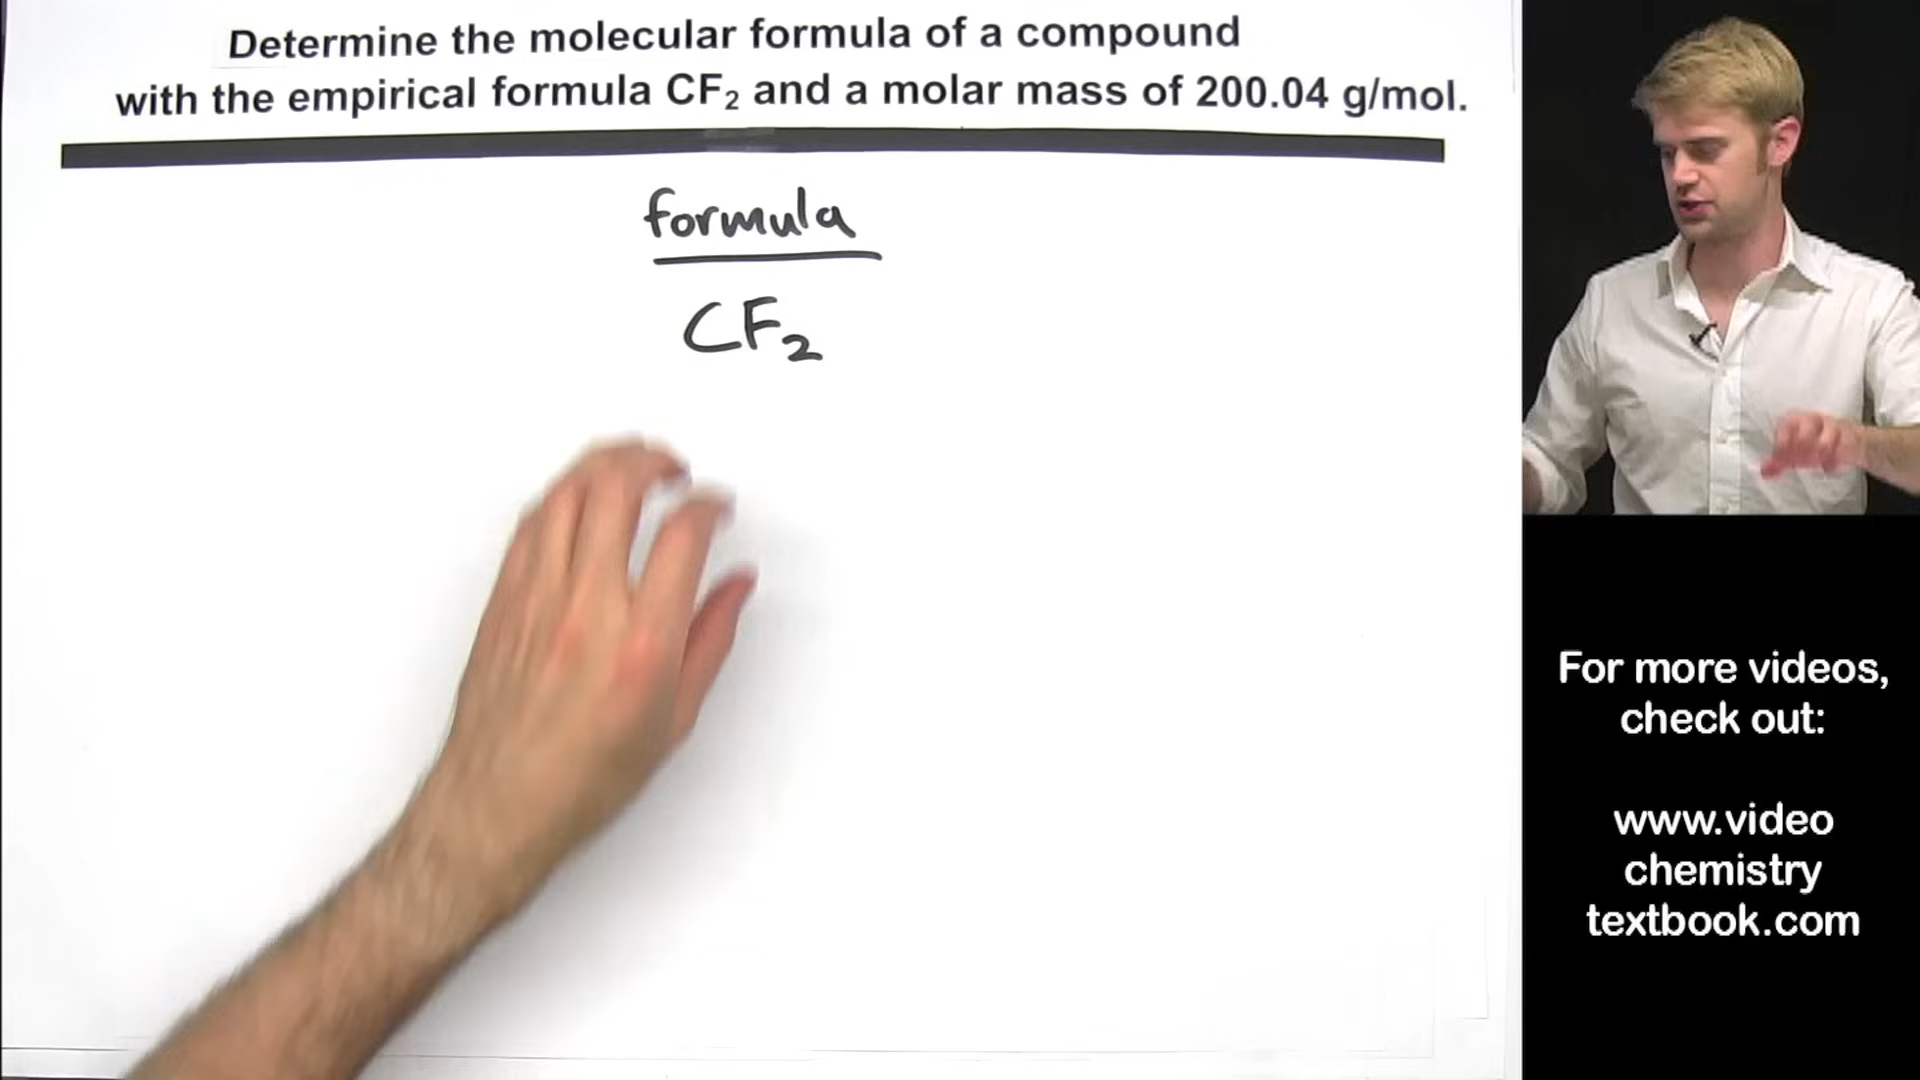 Determine the molecular formula of a compound
with the empirical formula CF₂ and a molar mass of 200.04 g/mol.
formula
CF₂
For more videos,
check out:
www.video
chemistry
textbook.com